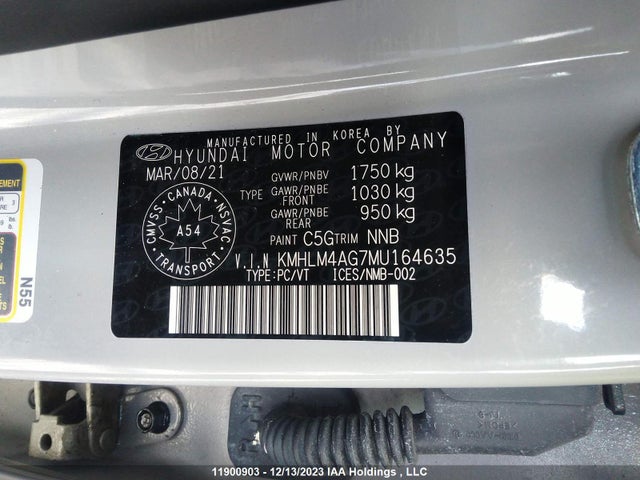 MANUFACTURED IN KOREA BY
HYUNDAI MOTOR COMPANY
MAR/08/21
GVWR/PNBV 1750 kg
TYPE GAWR/PNBE FRONT 1030 kg
GAWR/PNBE REAR 950 kg
PAINT C5G TRIM NNB
CMVSS · CANADA · NSVAC
A54
TRANSPORT
V.I.N KMHLM4AG7MU164635
TYPE:PC/VT ICES/NMB-002
EMENT
N55
11900903 - 12/13/2023 IAA Holdings , LLC